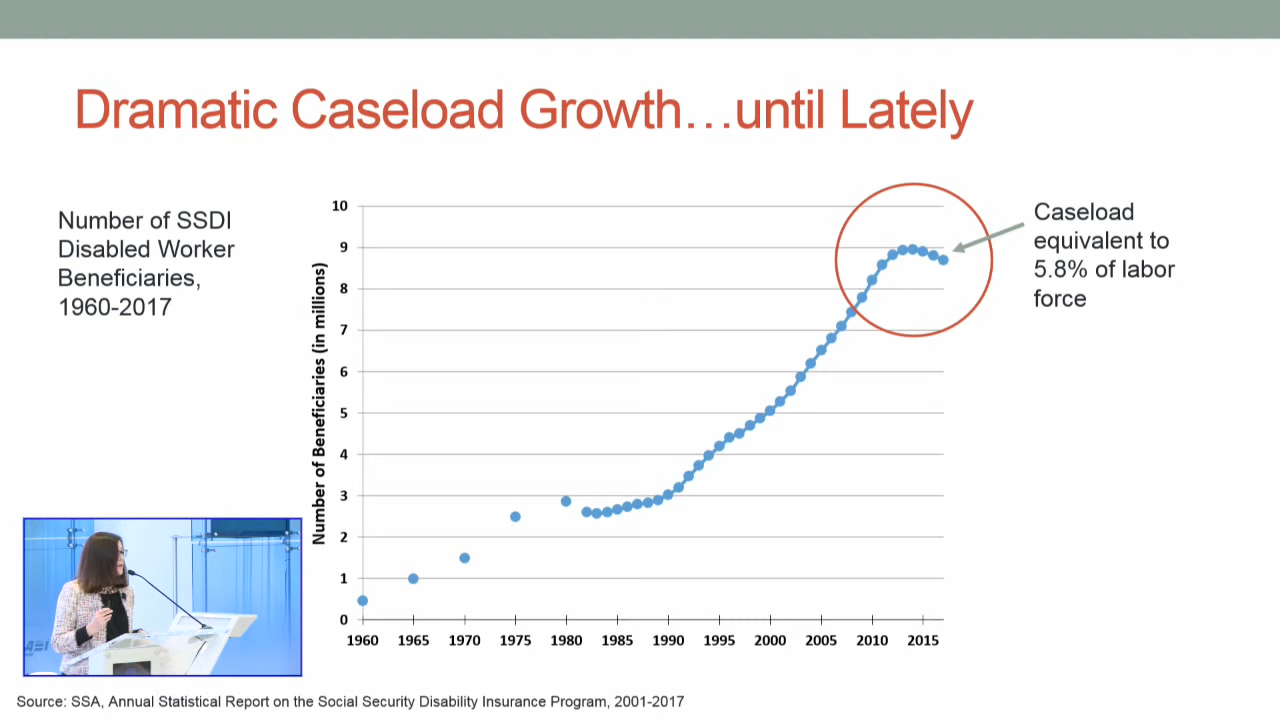 Dramatic Caseload Growth…until Lately
Number of SSDI
Disabled Worker
Beneficiaries,
1960-2017
Number of Beneficiaries (in millions)
10
9
8
7
6
5
4
3
2
1
0
1960 1965 1970 1975 1980 1985 1990 1995 2000 2005 2010 2015
Caseload
equivalent to
5.8% of labor
force
AEI
Source: SSA, Annual Statistical Report on the Social Security Disability Insurance Program, 2001-2017